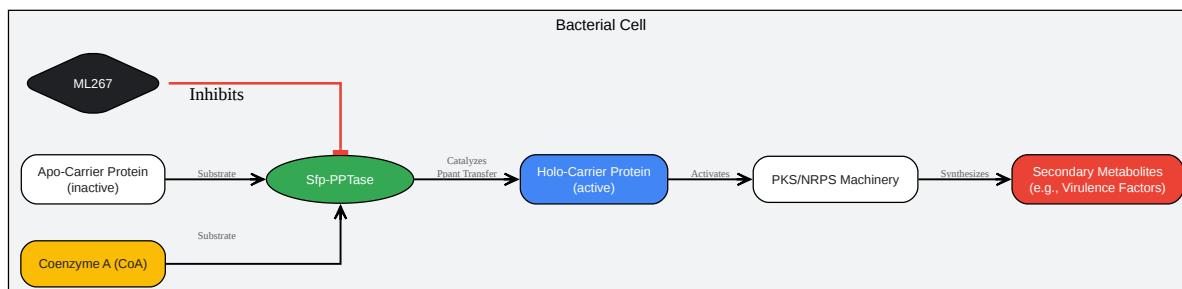 Bacterial Cell
ML267
Inhibits
Apo-Carrier Protein
(inactive)
Substrate
Sfp-PPTase
Catalyzes
Ppant Transfer
Holo-Carrier Protein
(active)
Activates
PKS/NRPS Machinery
Synthesizes
Secondary Metabolites
(e.g., Virulence Factors)
Substrate
Coenzyme A (CoA)